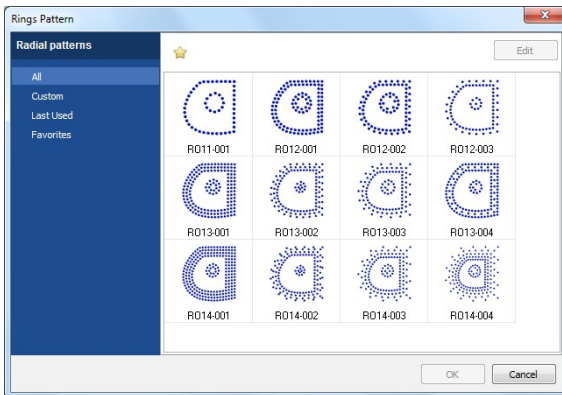 Rings Pattern
Radial patterns
Edit
All
Custom
Last Used
Favorites
RO11-001 RO12-001 RO12-002 RO12-003
RO13-001 RO13-002 RO13-003 RO13-004
RO14-001 RO14-002 RO14-003 RO14-004
OK Cancel